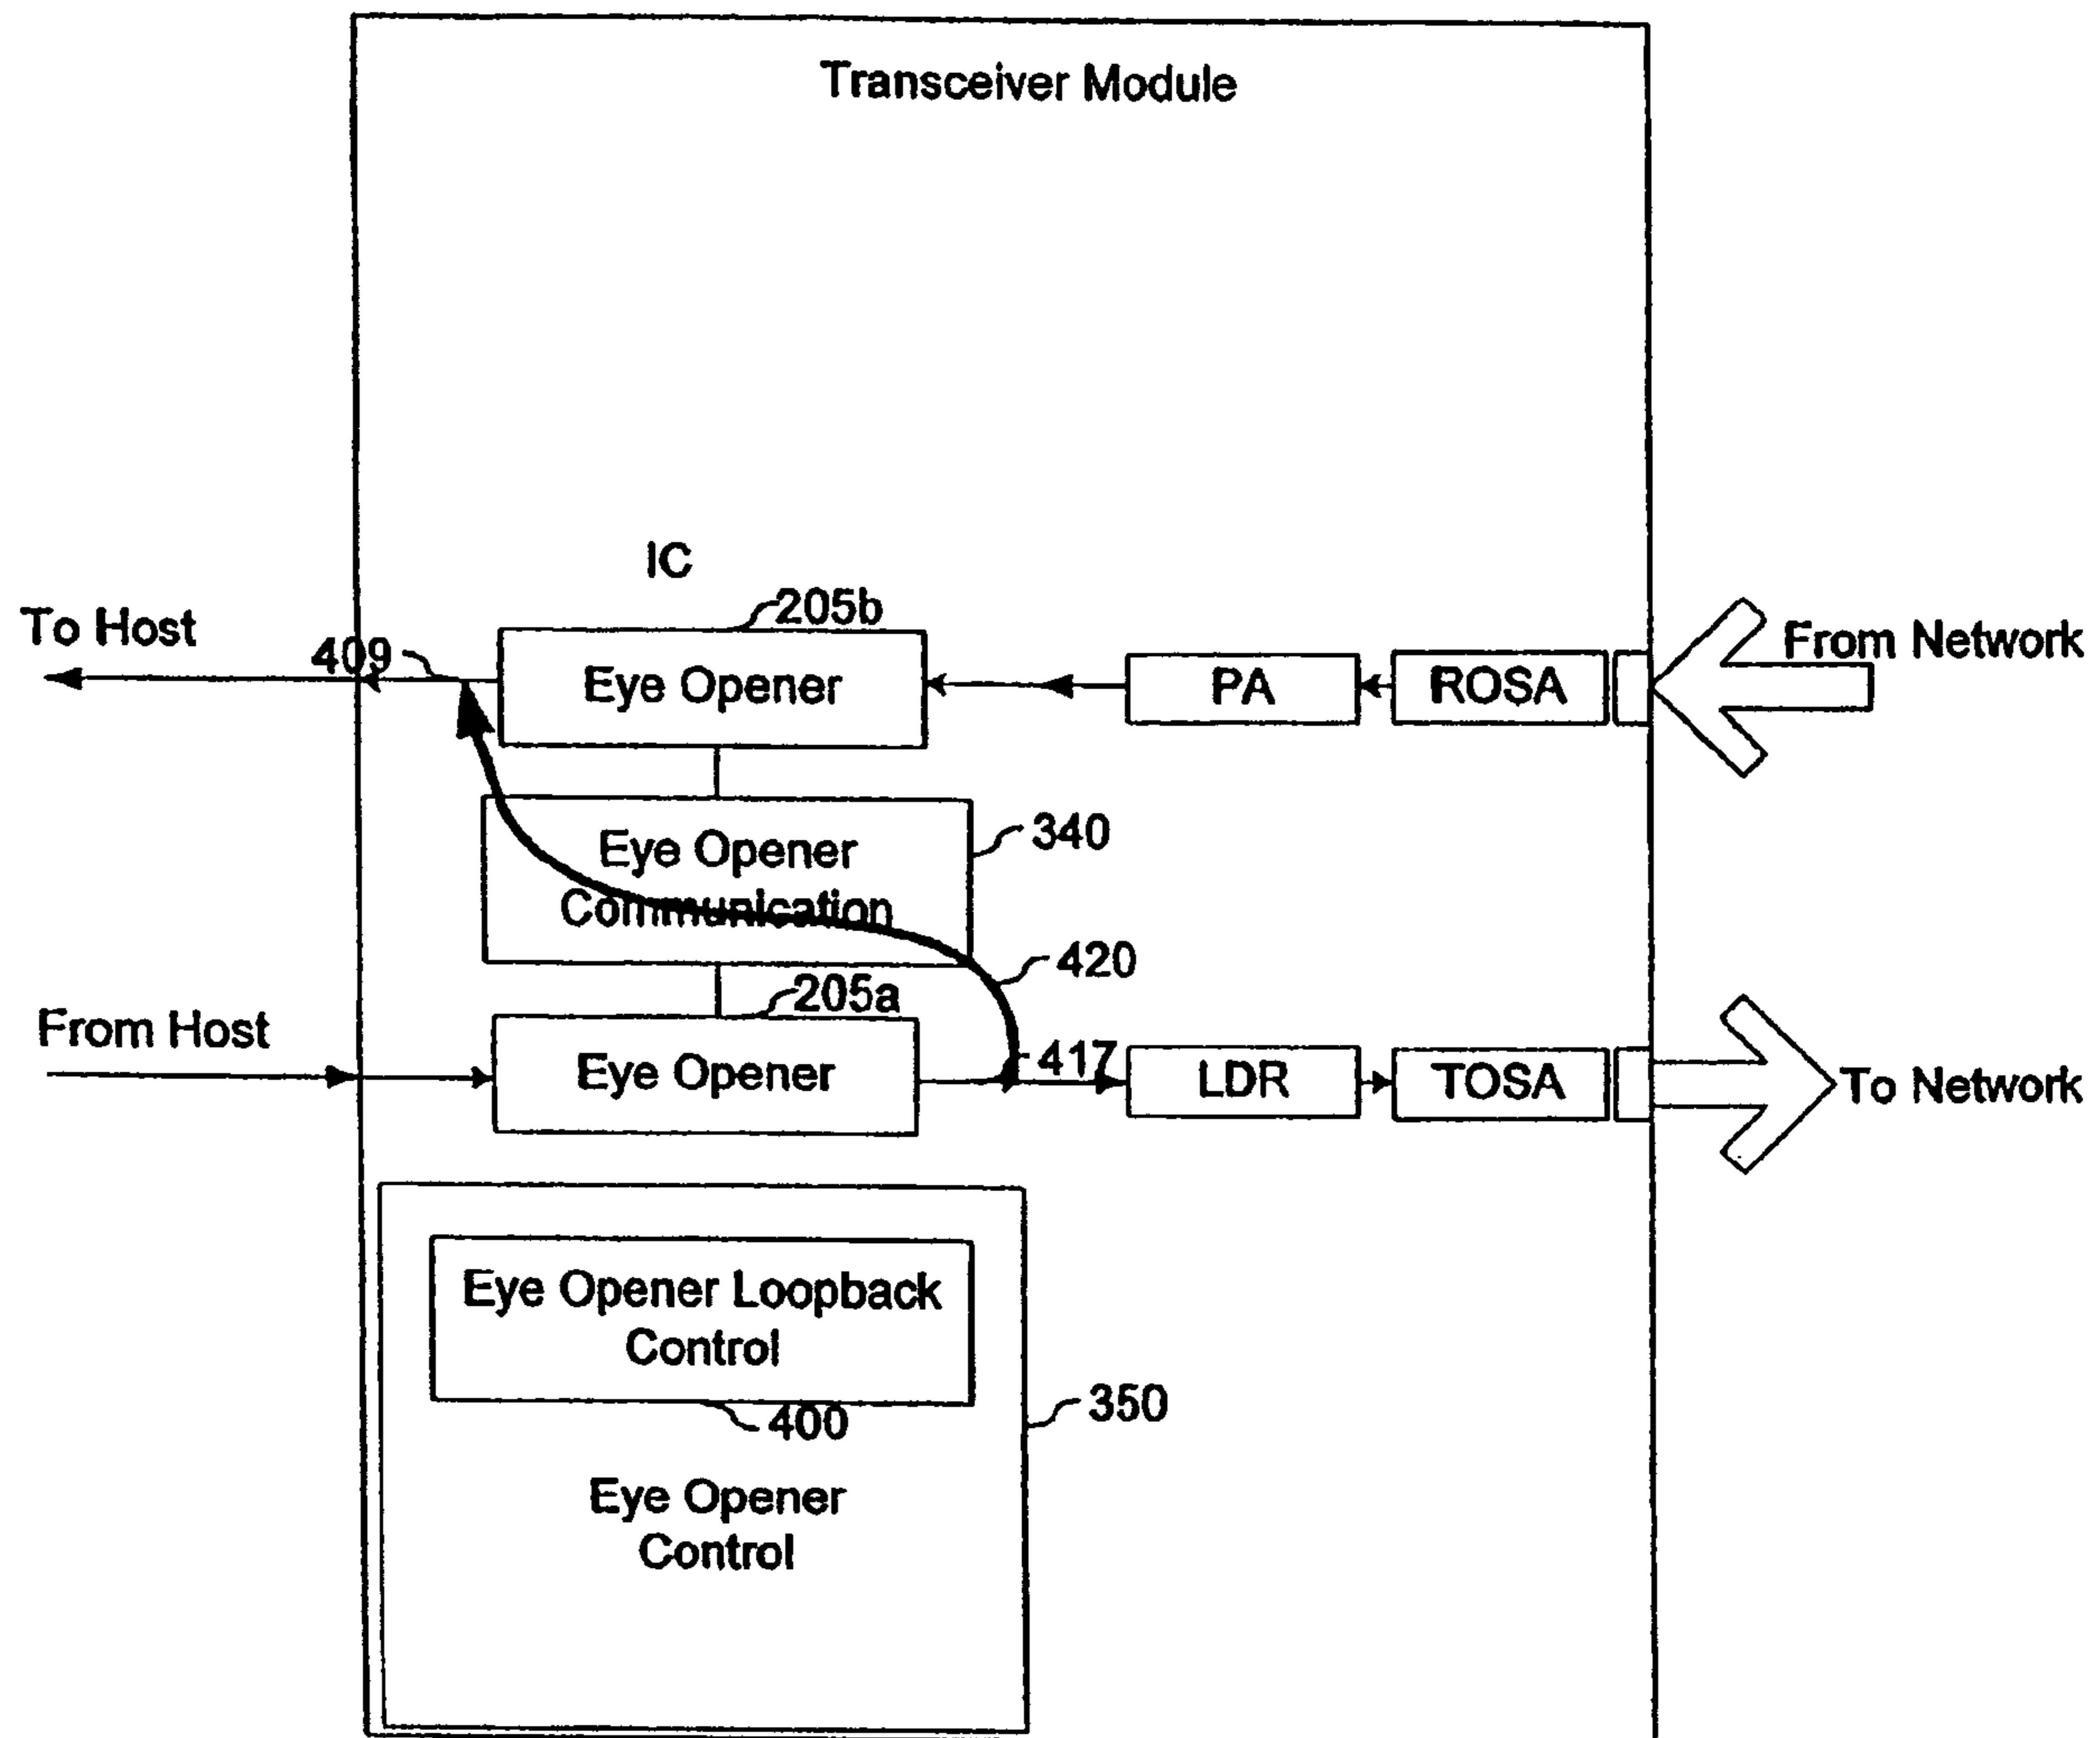 Transceiver Module
IC
205b
To Host
409
Eye Opener
PA
ROSA
From Network
Eye Opener
Communication
340
420
205a
From Host
Eye Opener
417
LDR
TOSA
To Network
Eye Opener Loopback
Control
400
350
Eye Opener
Control